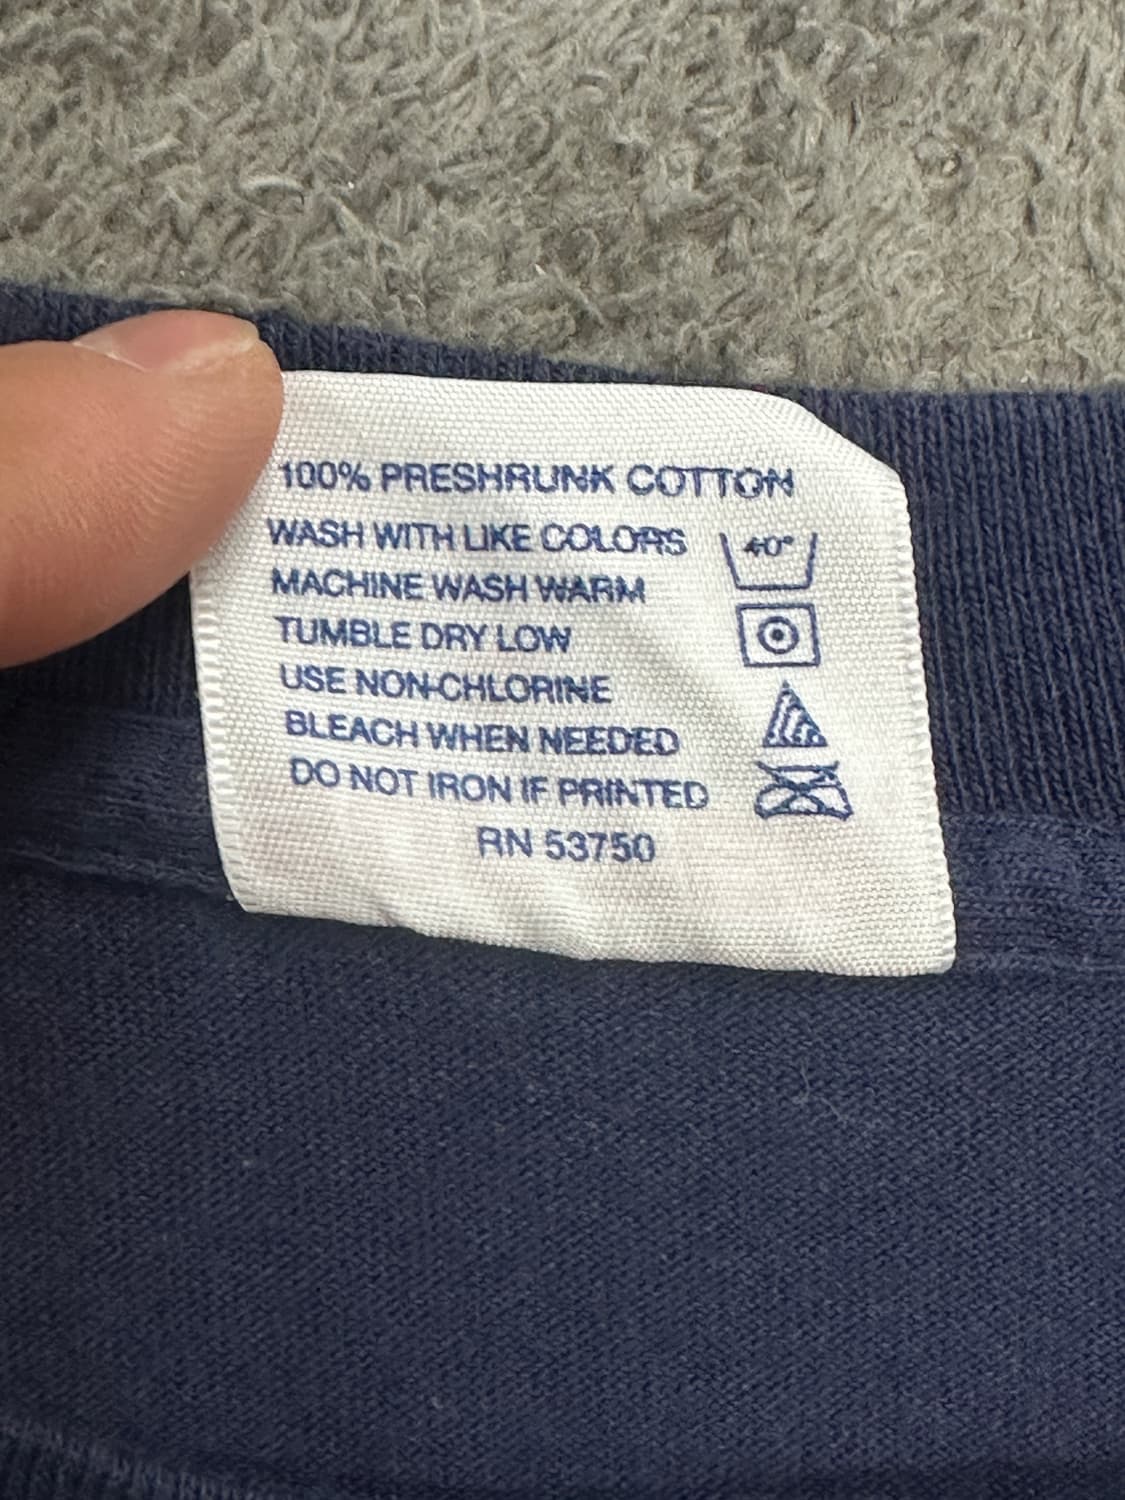 100% PRESHRUNK COTTON
WASH WITH LIKE COLORS
40°
MACHINE WASH WARM
TUMBLE DRY LOW
USE NON-CHLORINE
BLEACH WHEN NEEDED
DO NOT IRON IF PRINTED
RN 53750